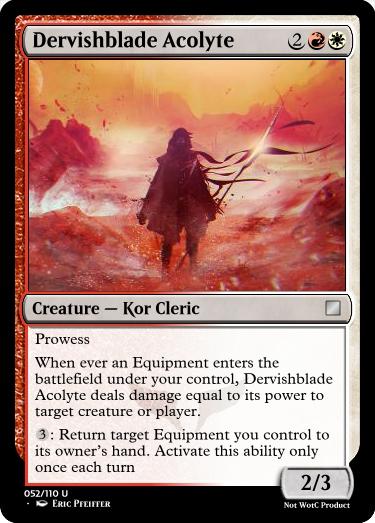 Dervishblade Acolyte 2
Creature — Kor Cleric
Prowess
When ever an Equipment enters the
battlefield under your control, Dervishblade
Acolyte deals damage equal to its power to
target creature or player.
3: Return target Equipment you control to
its owner's hand. Activate this ability only
once each turn
2/3
052/110 U
Not WotC Product
· Eric Pfeiffer